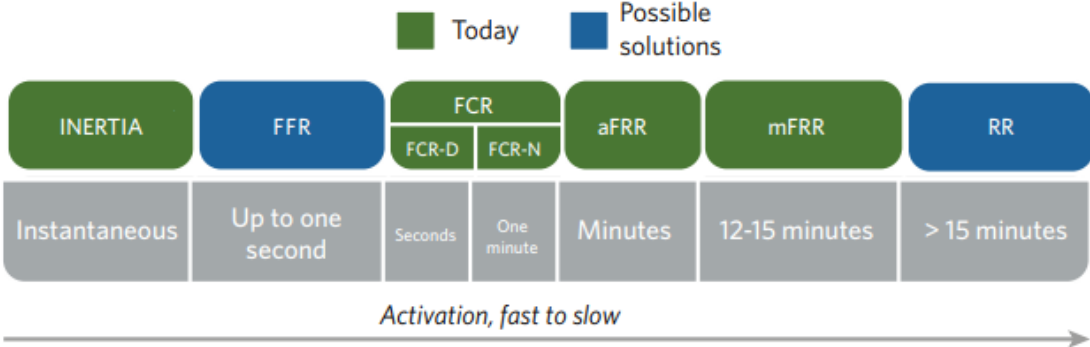 Today
Possible
solutions
INERTIA
FFR
FCR
FCR-D
FCR-N
aFRR
mFRR
RR
Instantaneous
Up to one
second
Seconds
One
minute
Minutes
12-15 minutes
> 15 minutes
Activation, fast to slow